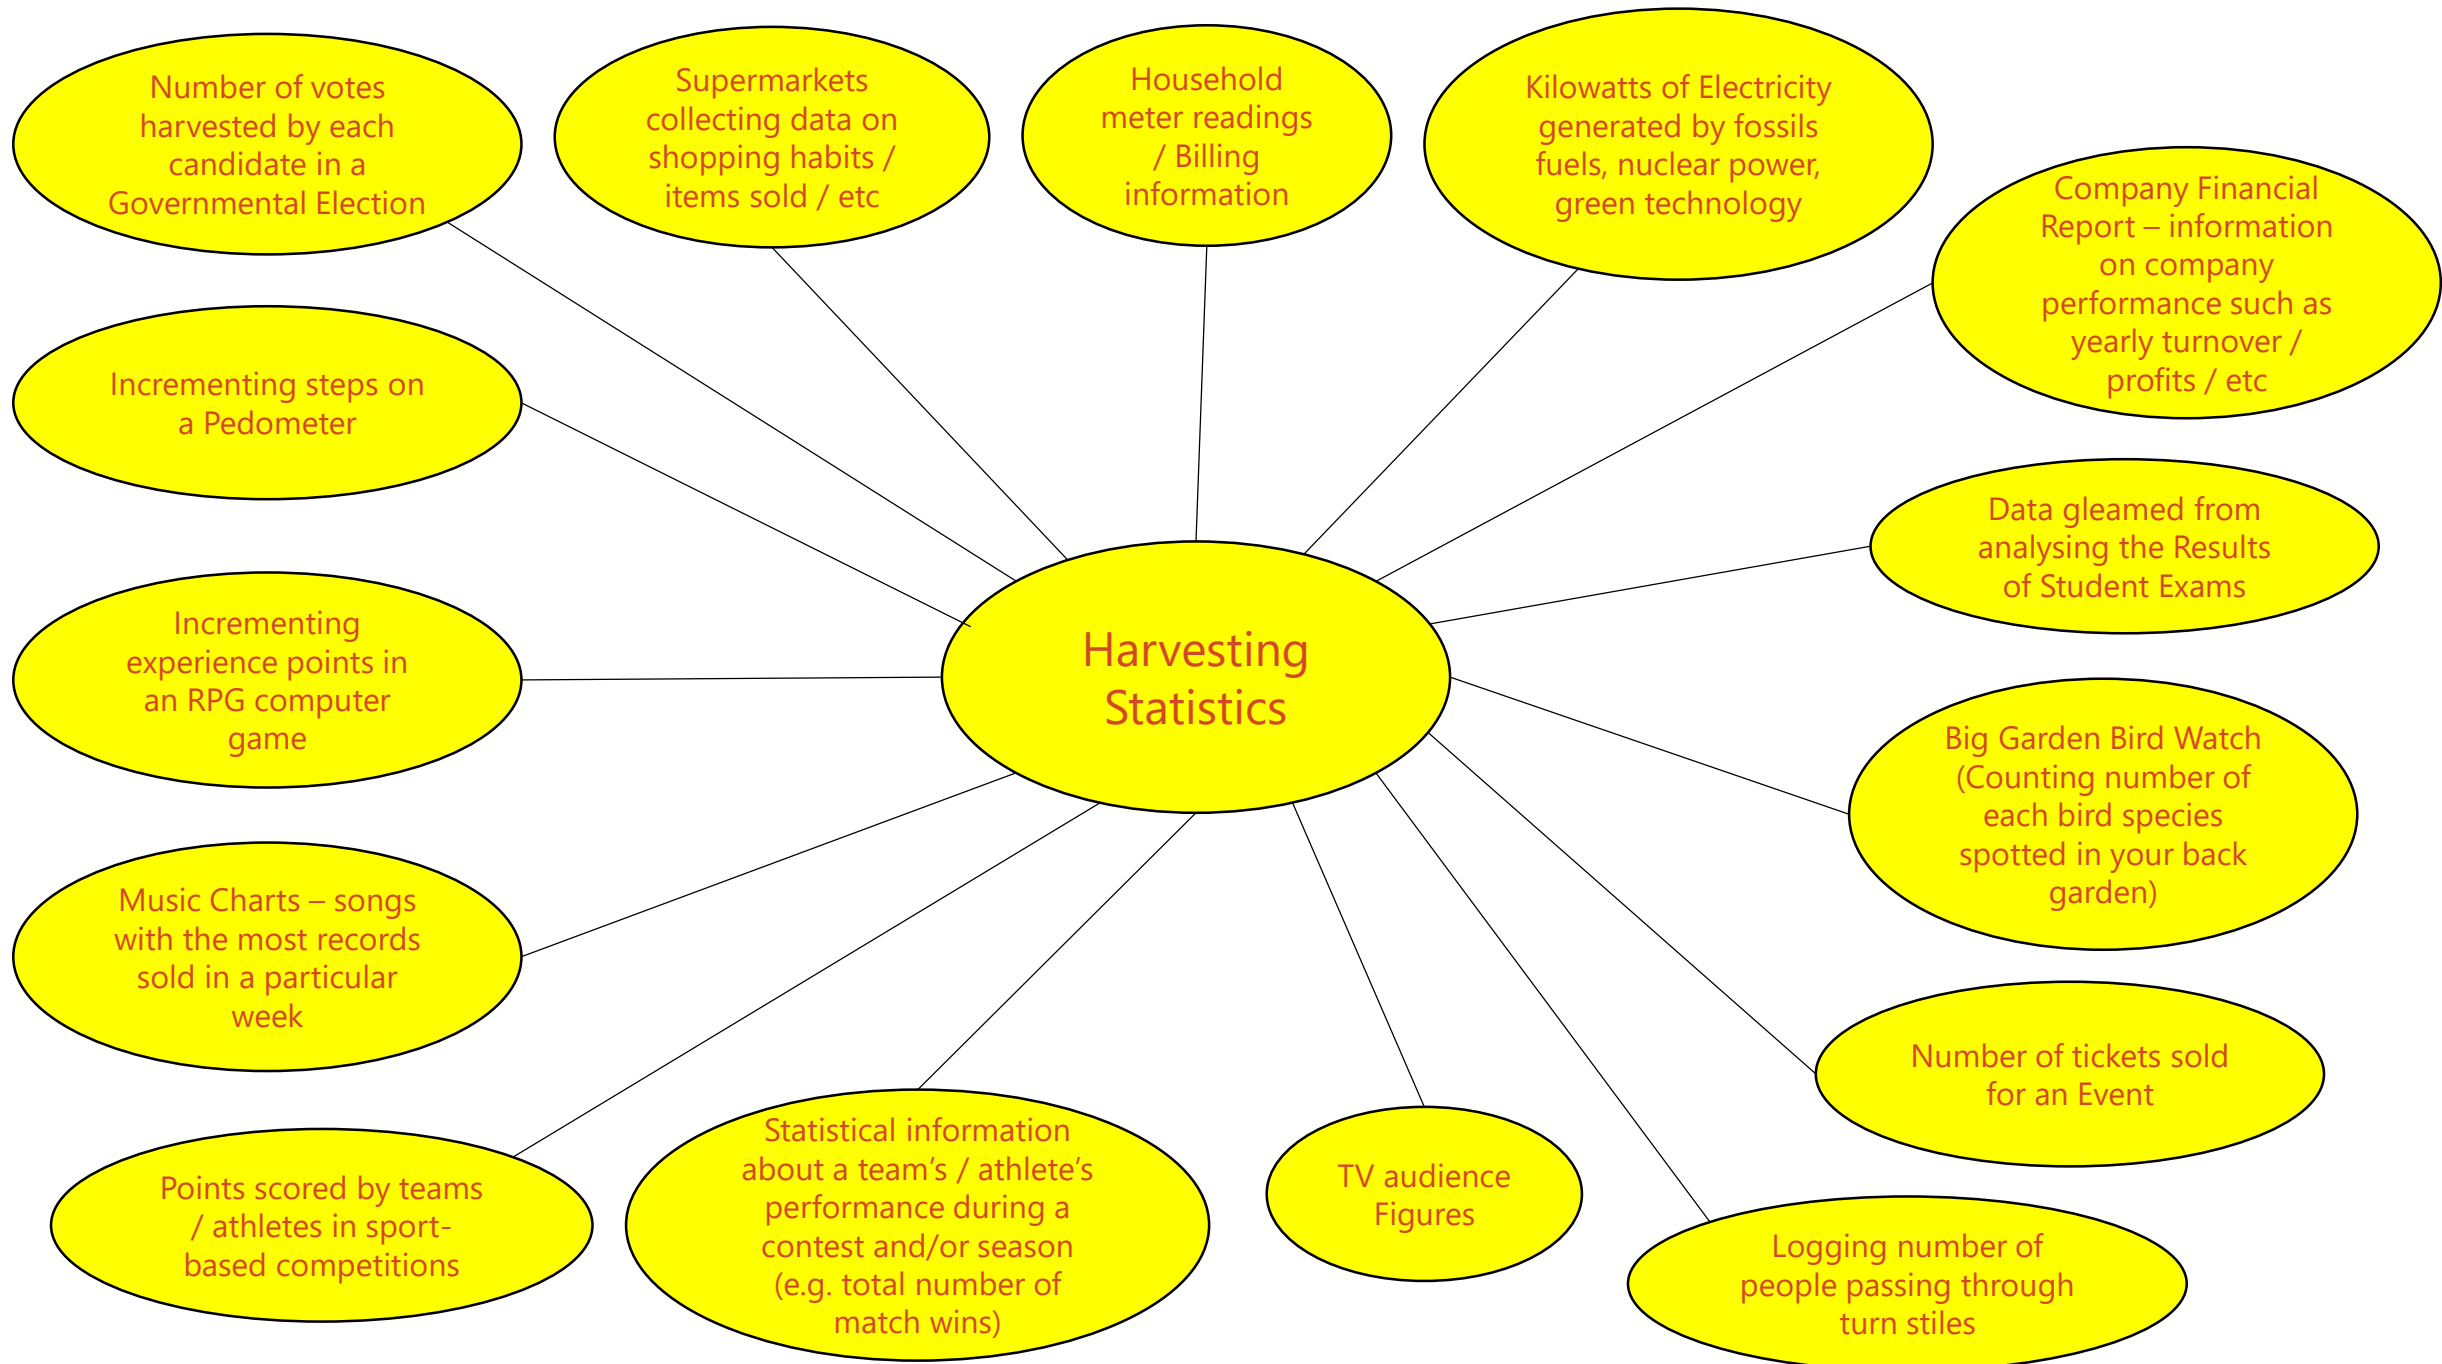 Number of votes
harvested by each
candidate in a
Governmental Election
Supermarkets
collecting data on
shopping habits /
items sold / etc
Household
meter readings
/ Billing
information
Kilowatts of Electricity
generated by fossils
fuels, nuclear power,
green technology
Company Financial
Report – information
on company
performance such as
yearly turnover /
profits / etc
Incrementing steps on
a Pedometer
Data gleamed from
analysing the Results
of Student Exams
Incrementing
experience points in
an RPG computer
game
Harvesting
Statistics
Big Garden Bird Watch
(Counting number of
each bird species
spotted in your back
garden)
Music Charts – songs
with the most records
sold in a particular
week
Number of tickets sold
for an Event
Points scored by teams
/ athletes in sport-
based competitions
Statistical information
about a team’s / athlete’s
performance during a
contest and/or season
(e.g. total number of
match wins)
TV audience
Figures
Logging number of
people passing through
turn stiles